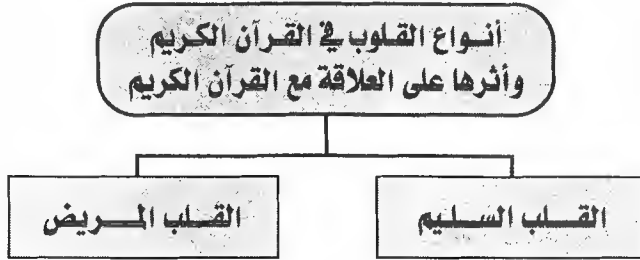 أنواع القلوب في القرآن الكريم
وأثرها على العلاقة مع القرآن الكريم
القلب السليم
القلب المريض